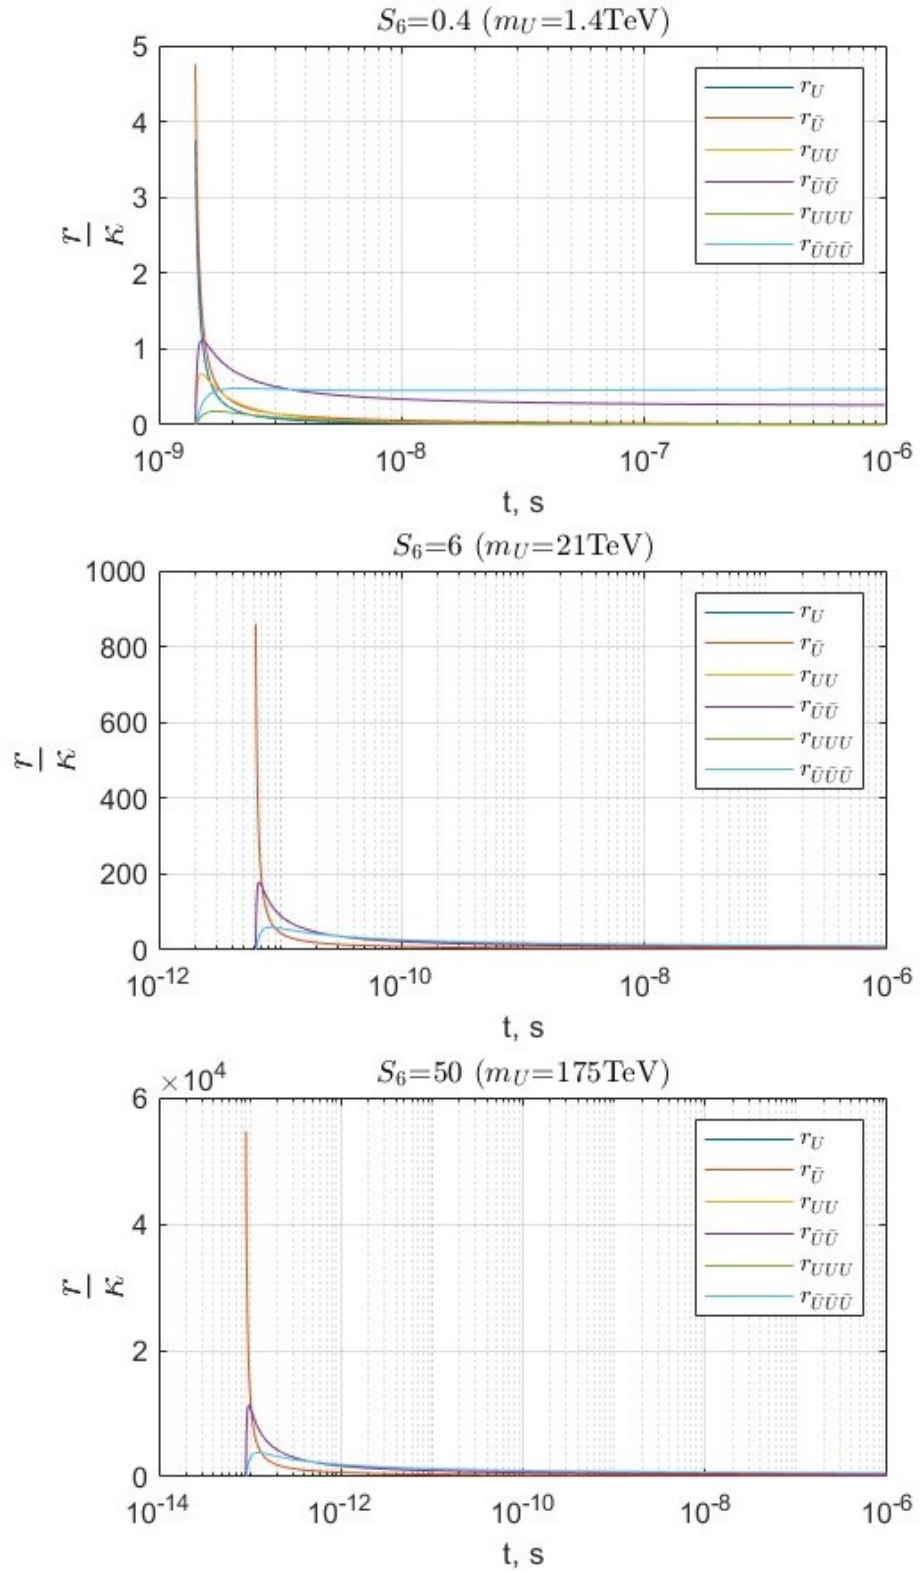 S₆=0.4 (m_U=1.4TeV)
5
4
3
2
1
0
r/κ
r_U
r_Ū
r_UU
r_ŪŪ
r_UUU
r_ŪŪŪ
10⁻⁹ 10⁻⁸ 10⁻⁷ 10⁻⁶
t, s
S₆=6 (m_U=21TeV)
1000
800
600
400
200
0
r/κ
r_U
r_Ū
r_UU
r_ŪŪ
r_UUU
r_ŪŪŪ
10⁻¹² 10⁻¹⁰ 10⁻⁸ 10⁻⁶
t, s
S₆=50 (m_U=175TeV)
×10⁴
6
4
2
0
r/κ
r_U
r_Ū
r_UU
r_ŪŪ
r_UUU
r_ŪŪŪ
10⁻¹⁴ 10⁻¹² 10⁻¹⁰ 10⁻⁸ 10⁻⁶
t, s